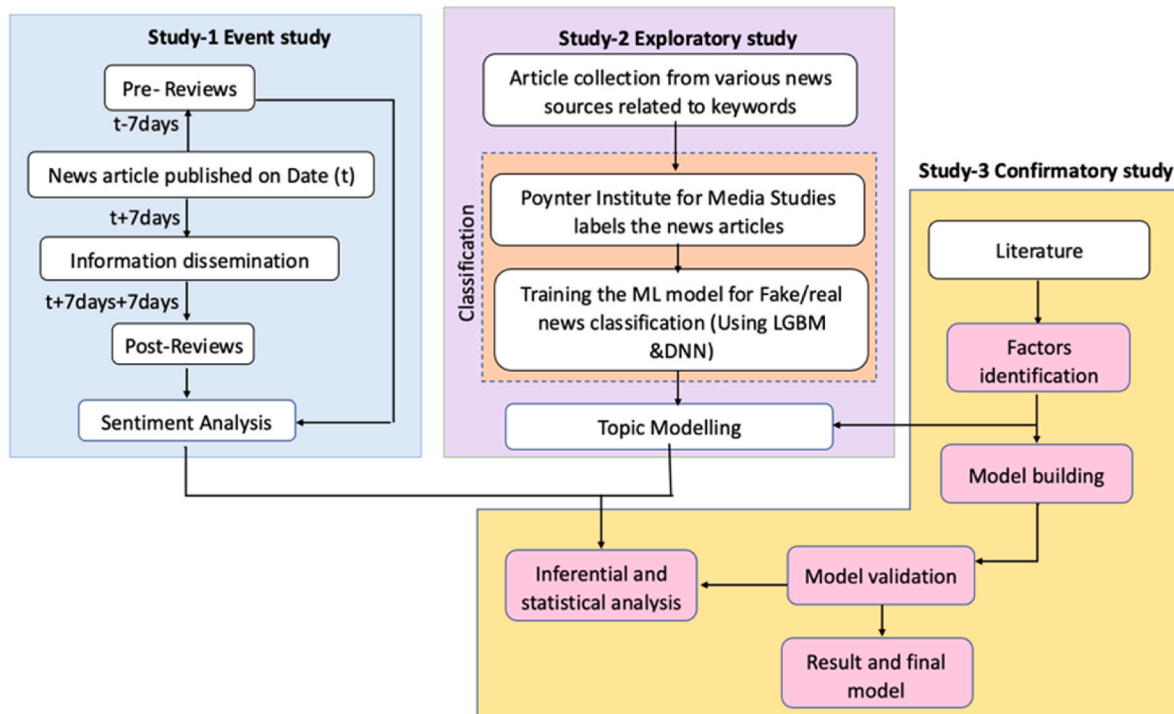 Study-1 Event study
Pre- Reviews
t-7days
News article published on Date (t)
t+7days
Information dissemination
t+7days+7days
Post-Reviews
Sentiment Analysis
Study-2 Exploratory study
Article collection from various news
sources related to keywords
Classification
Poynter Institute for Media Studies
labels the news articles
Training the ML model for Fake/real
news classification (Using LGBM
&DNN)
Topic Modelling
Study-3 Confirmatory study
Literature
Factors
identification
Model building
Model validation
Inferential and
statistical analysis
Result and final
model